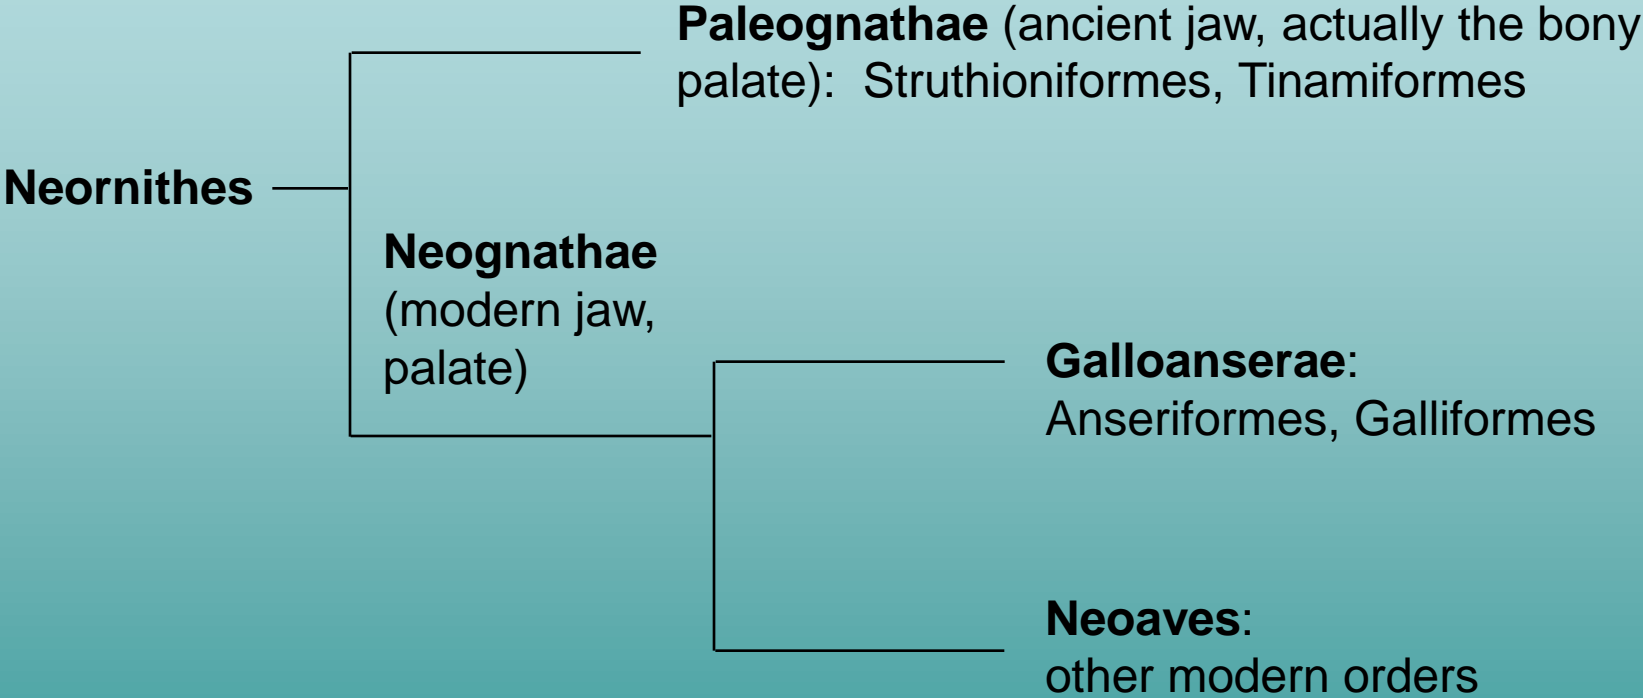 Paleognathae (ancient jaw, actually the bony
palate):  Struthioniformes, Tinamiformes
Neornithes
Neognathae
(modern jaw,
palate)
Galloanserae:
Anseriformes, Galliformes
Neoaves:
other modern orders